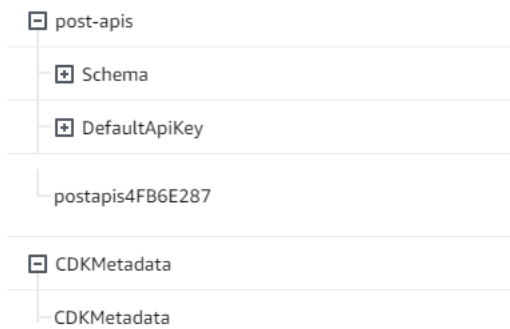 post-apis
Schema
DefaultApiKey
postapis4FB6E287
CDKMetadata
CDKMetadata